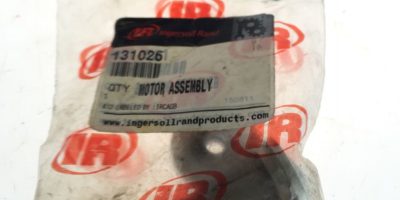 IR Ingersoll Rand
131026
QTY MOTOR ASSEMBLY
1
www.ingersollrandproducts.com
IR
IR
IR
IR